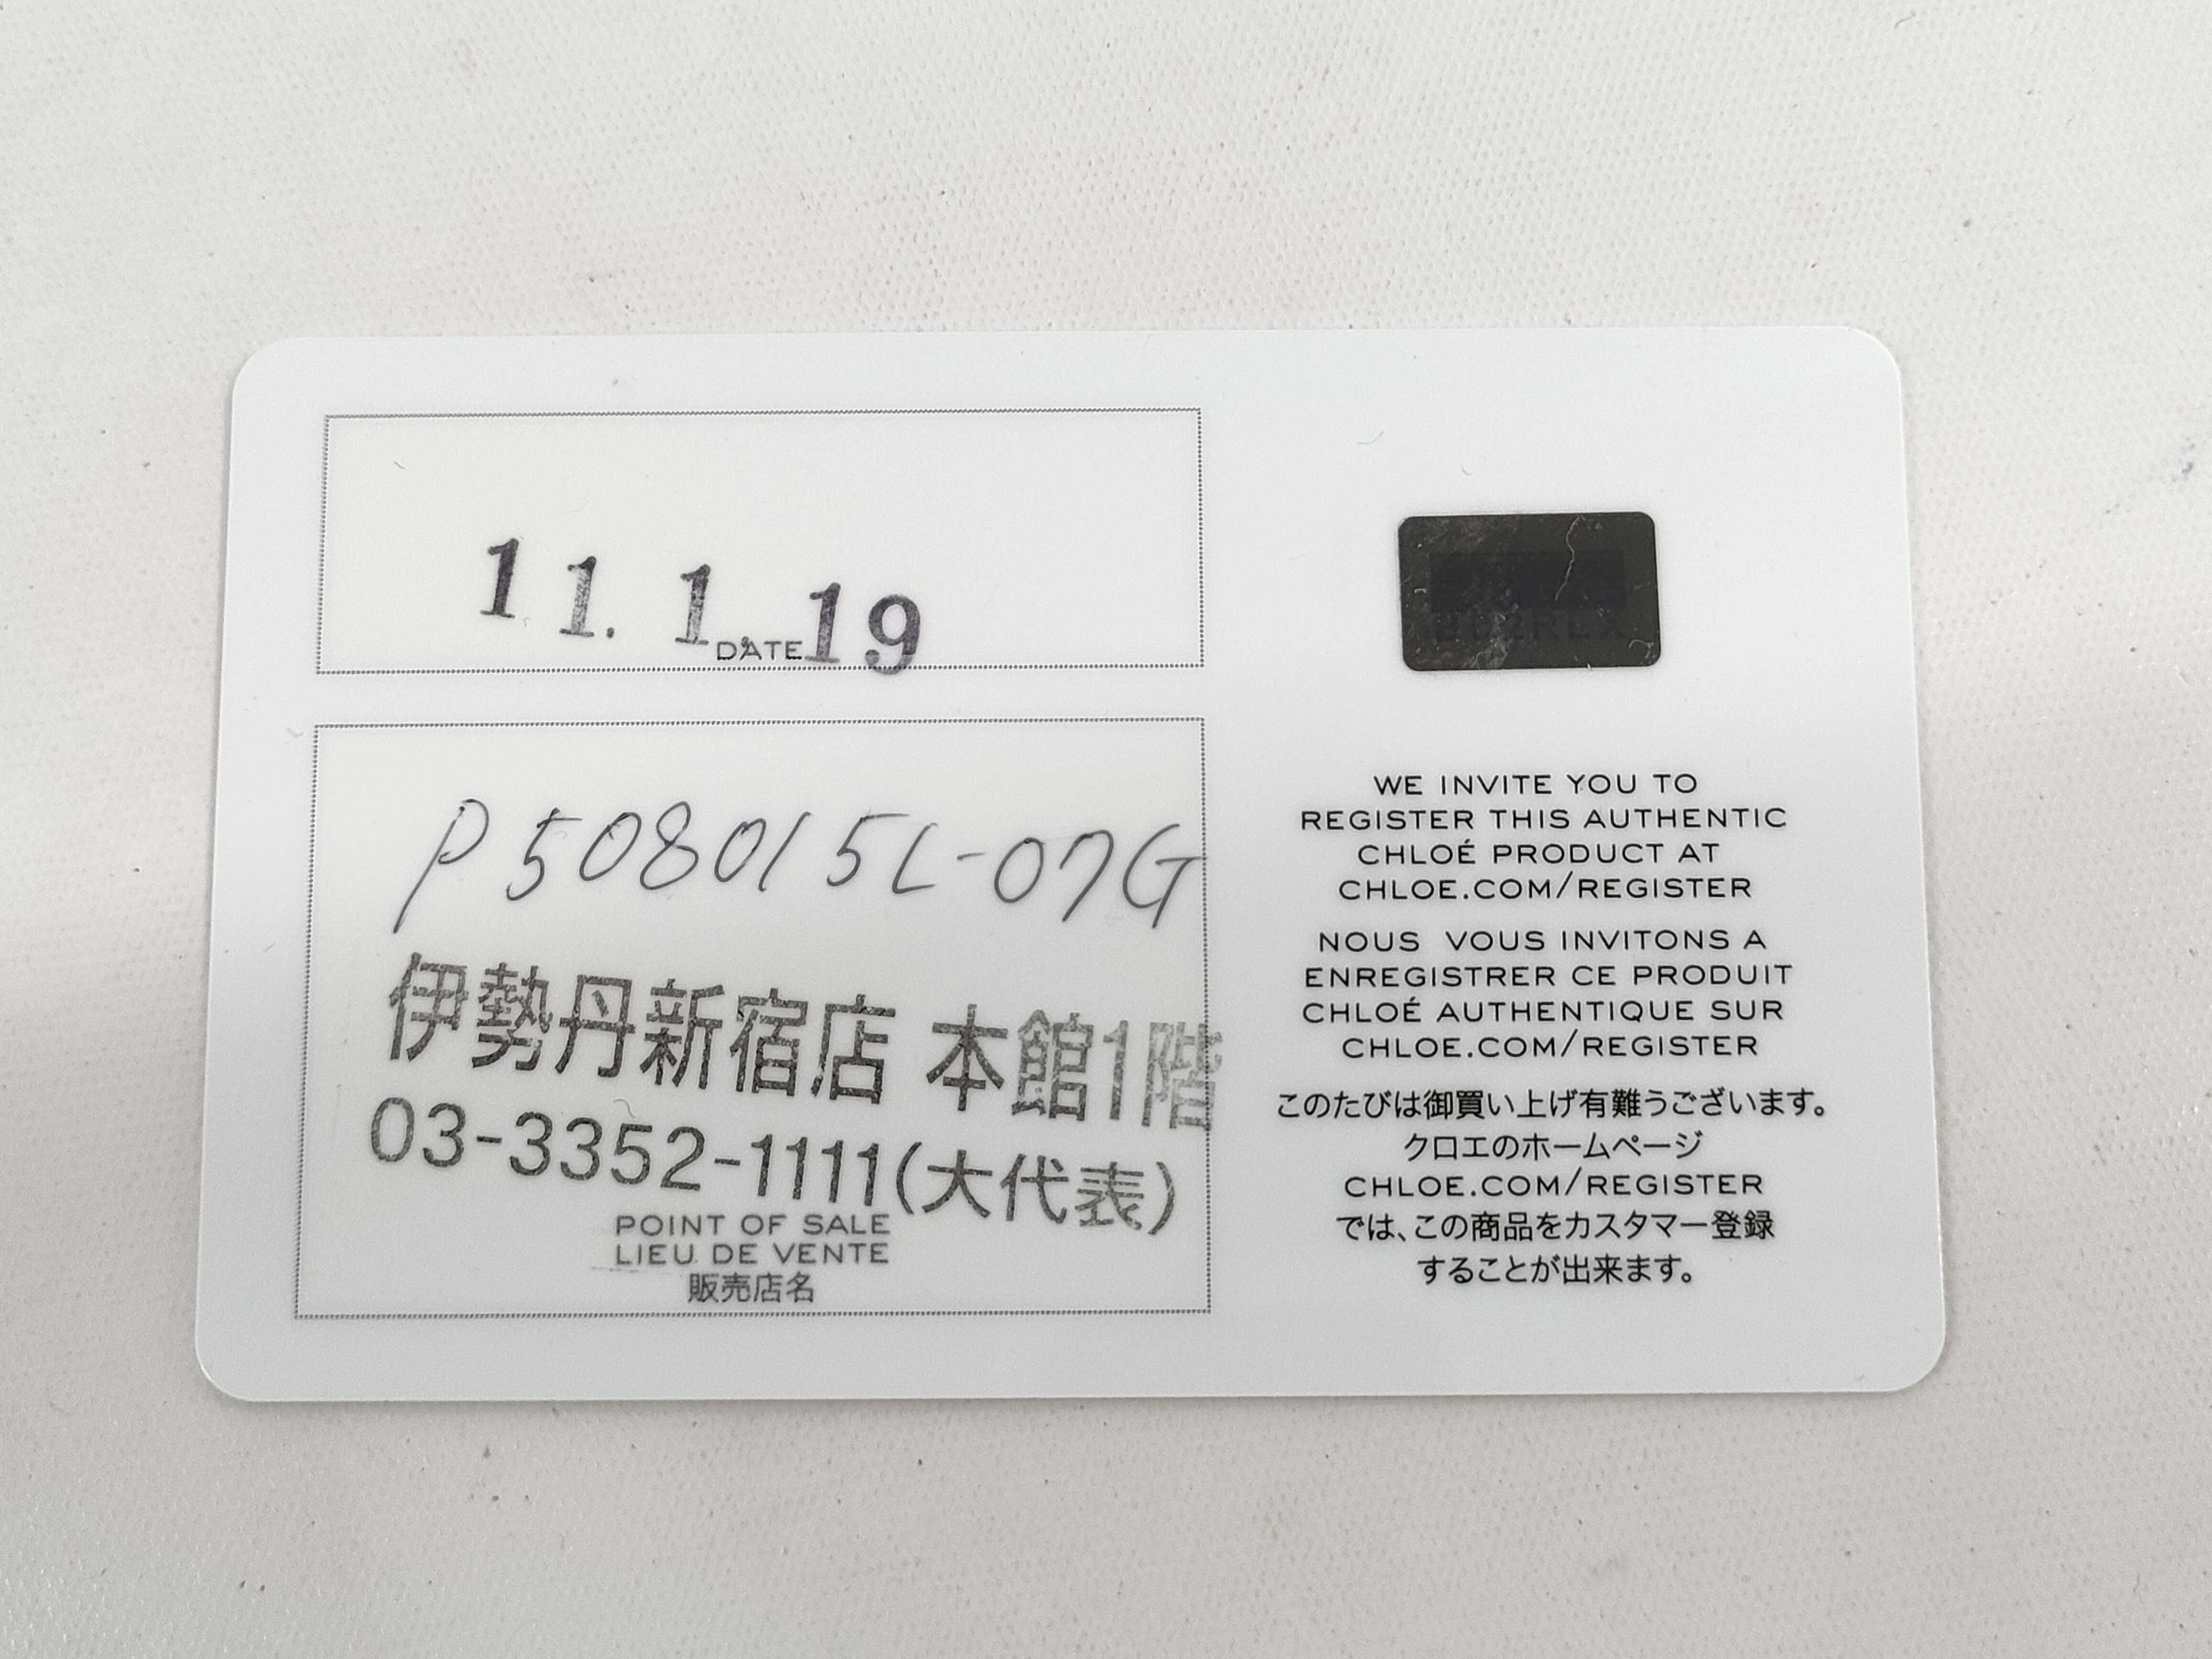 11. 1. 19
DATE
P508015L-07G
伊勢丹新宿店 本館1階
03-3352-1111(大代表)
POINT OF SALE
LIEU DE VENTE
販売店名
WE INVITE YOU TO
REGISTER THIS AUTHENTIC
CHLOÉ PRODUCT AT
CHLOE.COM/REGISTER
NOUS VOUS INVITONS A
ENREGISTRER CE PRODUIT
CHLOÉ AUTHENTIQUE SUR
CHLOE.COM/REGISTER
このたびは御買い上げ有難うございます。
クロエのホームページ
CHLOE.COM/REGISTER
では、この商品をカスタマー登録
することが出来ます。